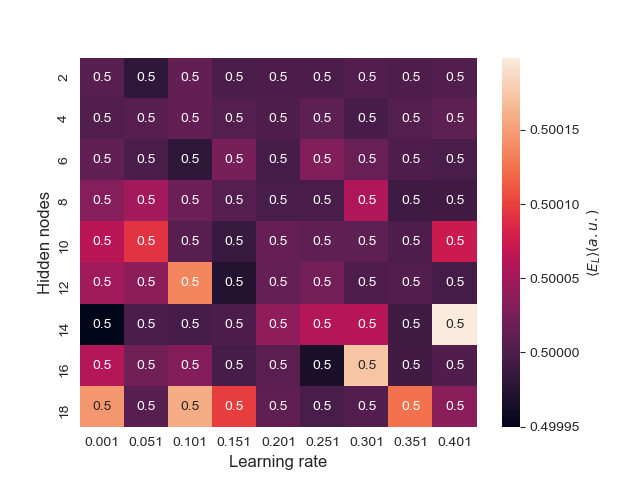 2 0.5 0.5 0.5 0.5 0.5 0.5 0.5 0.5 0.5
4 0.5 0.5 0.5 0.5 0.5 0.5 0.5 0.5 0.5
6 0.5 0.5 0.5 0.5 0.5 0.5 0.5 0.5 0.5
8 0.5 0.5 0.5 0.5 0.5 0.5 0.5 0.5 0.5
10 0.5 0.5 0.5 0.5 0.5 0.5 0.5 0.5 0.5
12 0.5 0.5 0.5 0.5 0.5 0.5 0.5 0.5 0.5
14 0.5 0.5 0.5 0.5 0.5 0.5 0.5 0.5 0.5
16 0.5 0.5 0.5 0.5 0.5 0.5 0.5 0.5 0.5
18 0.5 0.5 0.5 0.5 0.5 0.5 0.5 0.5 0.5
0.001 0.051 0.101 0.151 0.201 0.251 0.301 0.351 0.401
Learning rate
Hidden nodes
0.50015
0.50010
0.50005
0.50000
0.49995
⟨E_L⟩(a.u.)